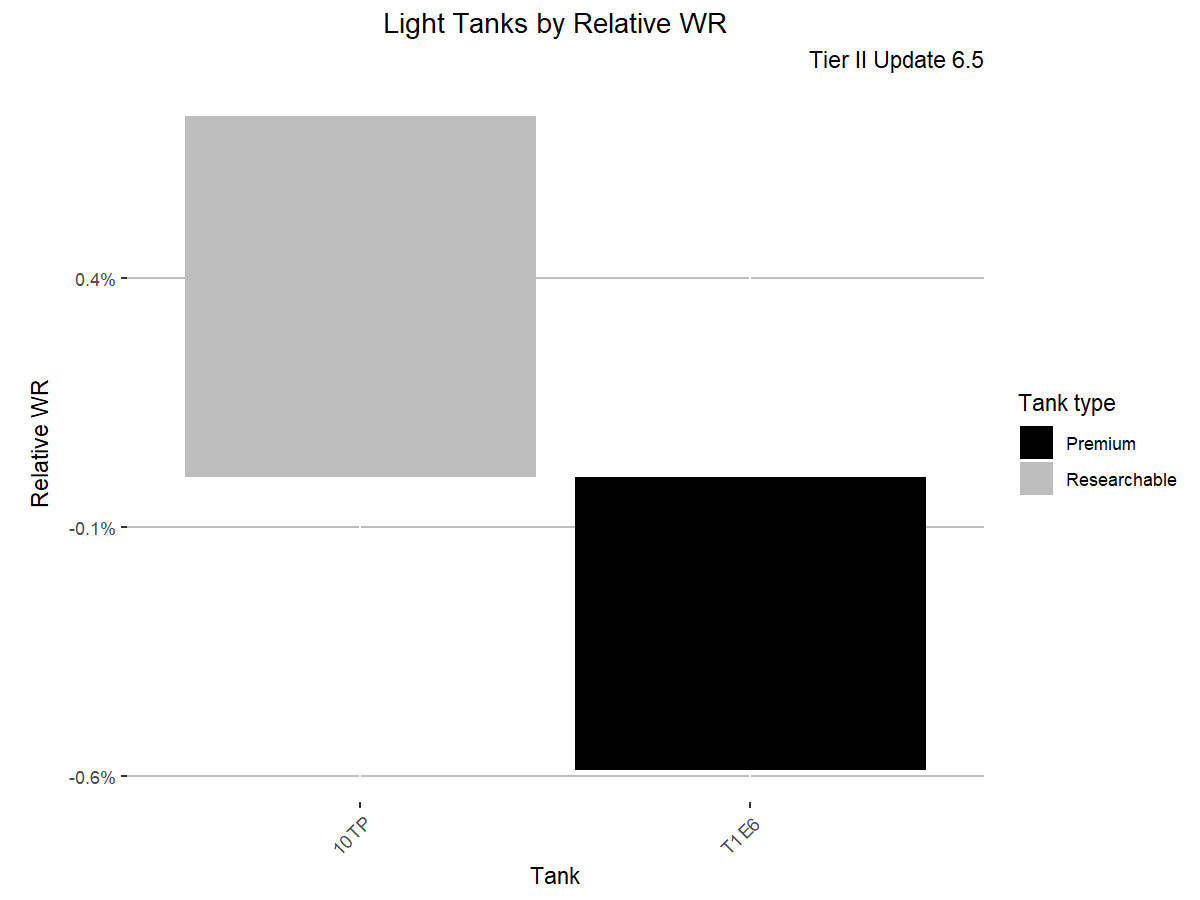 Light Tanks by Relative WR
Tier II Update 6.5
0.4%
-0.1%
-0.6%
Relative WR
10TP
T1E6
Tank
Tank type
Premium
Researchable